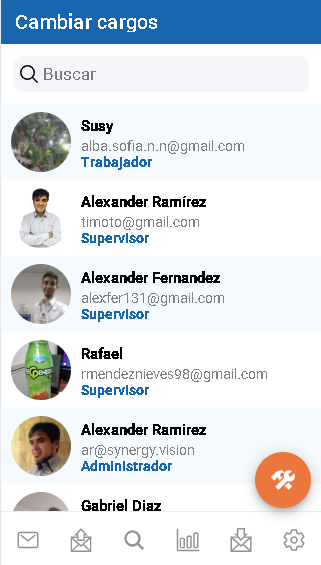 Cambiar cargos
Buscar
Susy
alba.sofia.n.n@gmail.com
Trabajador
Alexander Ramírez
timoto@gmail.com
Supervisor
Alexander Fernandez
alexfer131@gmail.com
Supervisor
Rafael
rmendeznieves98@gmail.com
Supervisor
Alexander Ramirez
ar@synergy.vision
Administrador
Gabriel Diaz